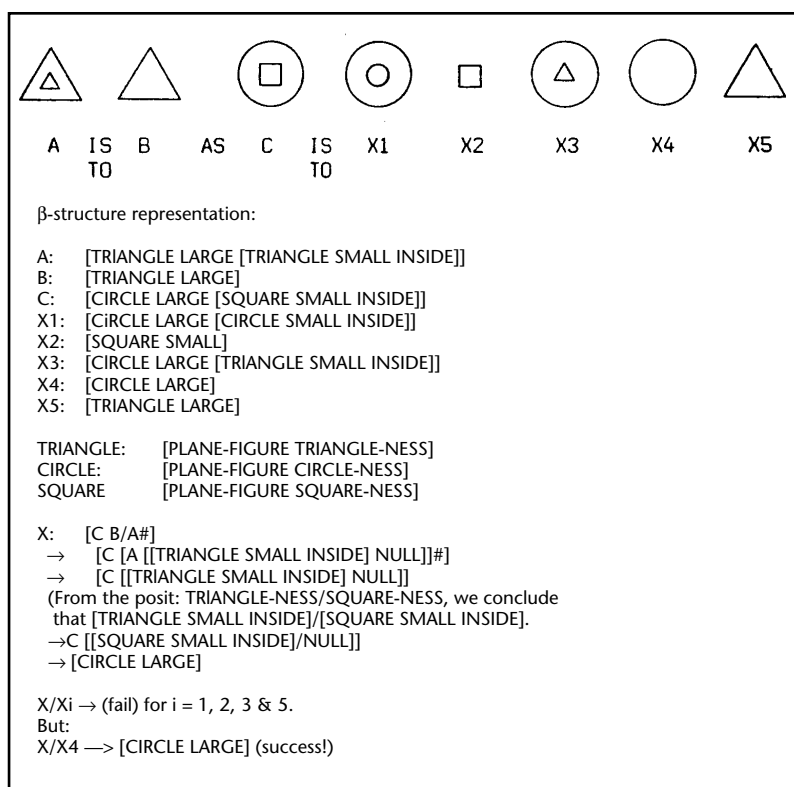 A IS B AS C IS X1 X2 X3 X4 X5
TO TO
β-structure representation:
A: [TRIANGLE LARGE [TRIANGLE SMALL INSIDE]]
B: [TRIANGLE LARGE]
C: [CIRCLE LARGE [SQUARE SMALL INSIDE]]
X1: [CiRCLE LARGE [CIRCLE SMALL INSIDE]]
X2: [SQUARE SMALL]
X3: [CIRCLE LARGE [TRIANGLE SMALL INSIDE]]
X4: [CIRCLE LARGE]
X5: [TRIANGLE LARGE]
TRIANGLE: [PLANE-FIGURE TRIANGLE-NESS]
CIRCLE: [PLANE-FIGURE CIRCLE-NESS]
SQUARE [PLANE-FIGURE SQUARE-NESS]
X: [C B/A#]
→ [C [A [[TRIANGLE SMALL INSIDE] NULL]]#]
→ [C [[TRIANGLE SMALL INSIDE] NULL]]
(From the posit: TRIANGLE-NESS/SQUARE-NESS, we conclude
that [TRIANGLE SMALL INSIDE]/[SQUARE SMALL INSIDE].
→C [[SQUARE SMALL INSIDE]/NULL]]
→ [CIRCLE LARGE]
X/Xi → (fail) for i = 1, 2, 3 & 5.
But:
X/X4 —> [CIRCLE LARGE] (success!)